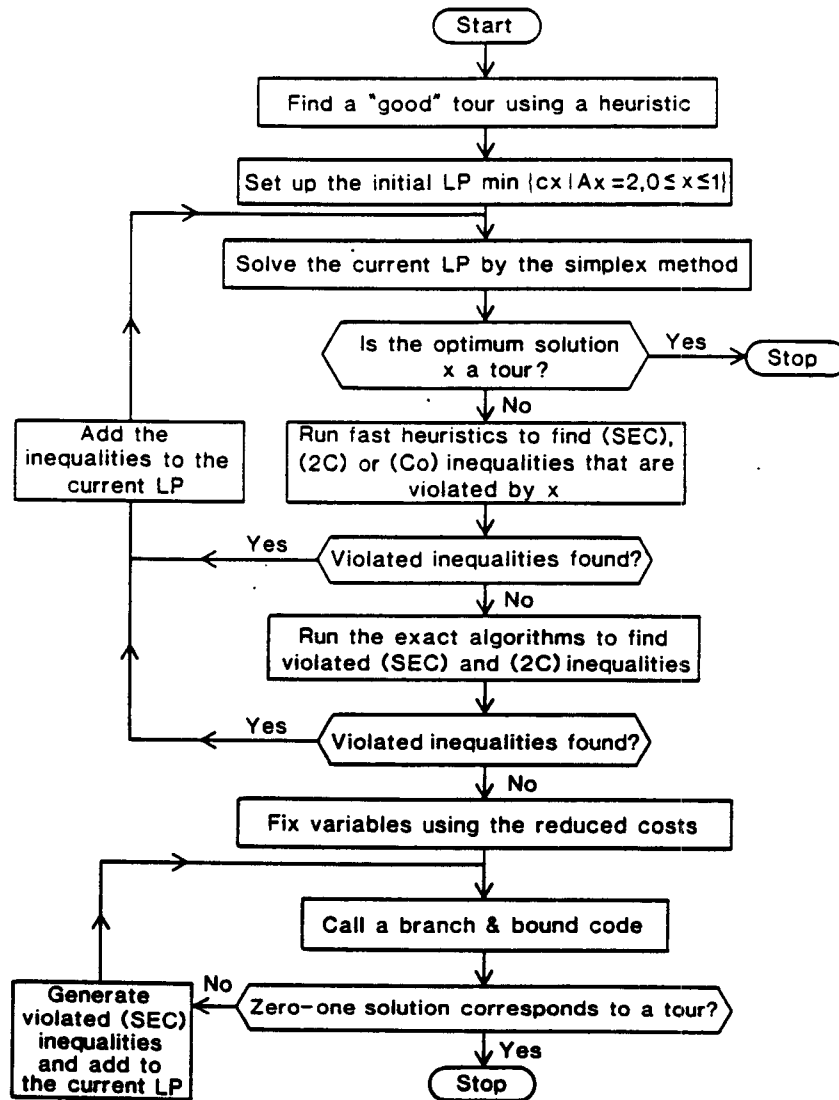 Start
Find a "good" tour using a heuristic
Set up the initial LP min {cx | Ax = 2, 0 ≤ x ≤ 1}
Solve the current LP by the simplex method
Is the optimum solution
x a tour?
Yes
Stop
No
Add the
inequalities to the
current LP
Run fast heuristics to find (SEC),
(2C) or (Co) inequalities that are
violated by x
Yes
Violated inequalities found?
No
Run the exact algorithms to find
violated (SEC) and (2C) inequalities
Yes
Violated inequalities found?
No
Fix variables using the reduced costs
Call a branch & bound code
No
Zero-one solution corresponds to a tour?
Generate
violated (SEC)
inequalities
and add to
the current LP
Yes
Stop